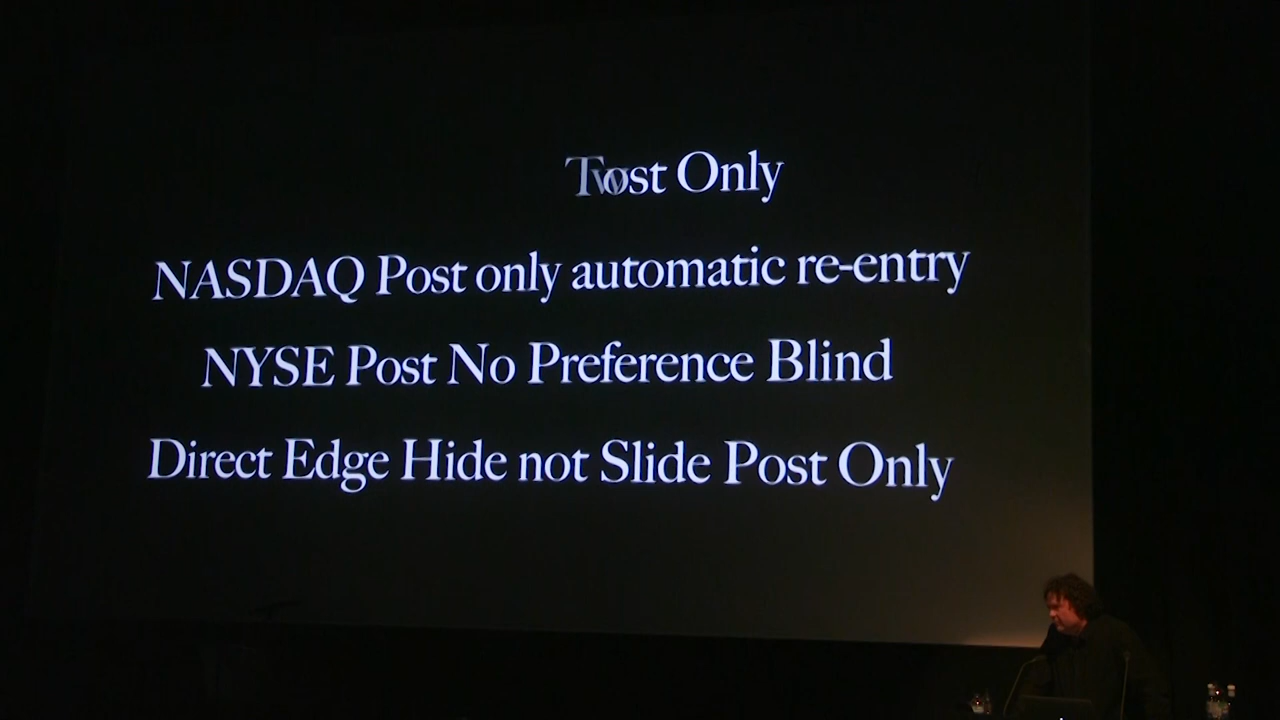 Only
NASDAQ Post only automatic re-entry
NYSE Post No Preference Blind
Direct Edge Hide not Slide Post Only